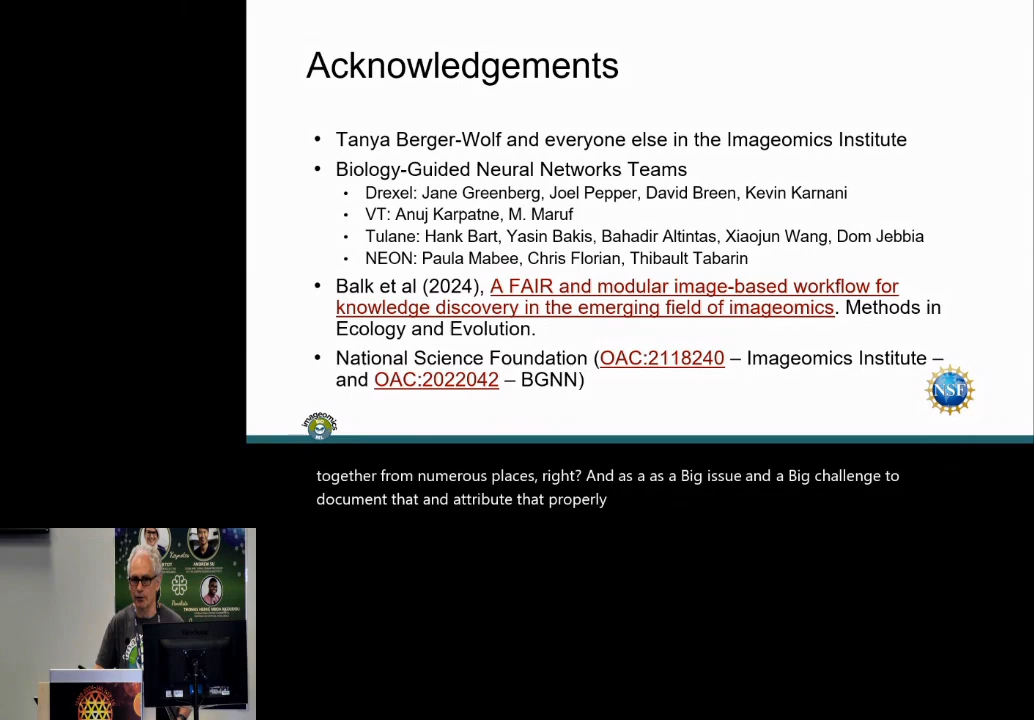 Acknowledgements
• Tanya Berger-Wolf and everyone else in the Imageomics Institute
• Biology-Guided Neural Networks Teams
• Drexel: Jane Greenberg, Joel Pepper, David Breen, Kevin Karnani
• VT: Anuj Karpatne, M. Maruf
• Tulane: Hank Bart, Yasin Bakis, Bahadir Altintas, Xiaojun Wang, Dom Jebbia
• NEON: Paula Mabee, Chris Florian, Thibault Tabarin
• Balk et al (2024), A FAIR and modular image-based workflow for
knowledge discovery in the emerging field of imageomics. Methods in
Ecology and Evolution.
• National Science Foundation (OAC:2118240 – Imageomics Institute –
and OAC:2022042 – BGNN)
NSF
imageomics
together from numerous places, right? And as a as a Big issue and a Big challenge to
document that and attribute that properly
Keynotes
ANDREW SU